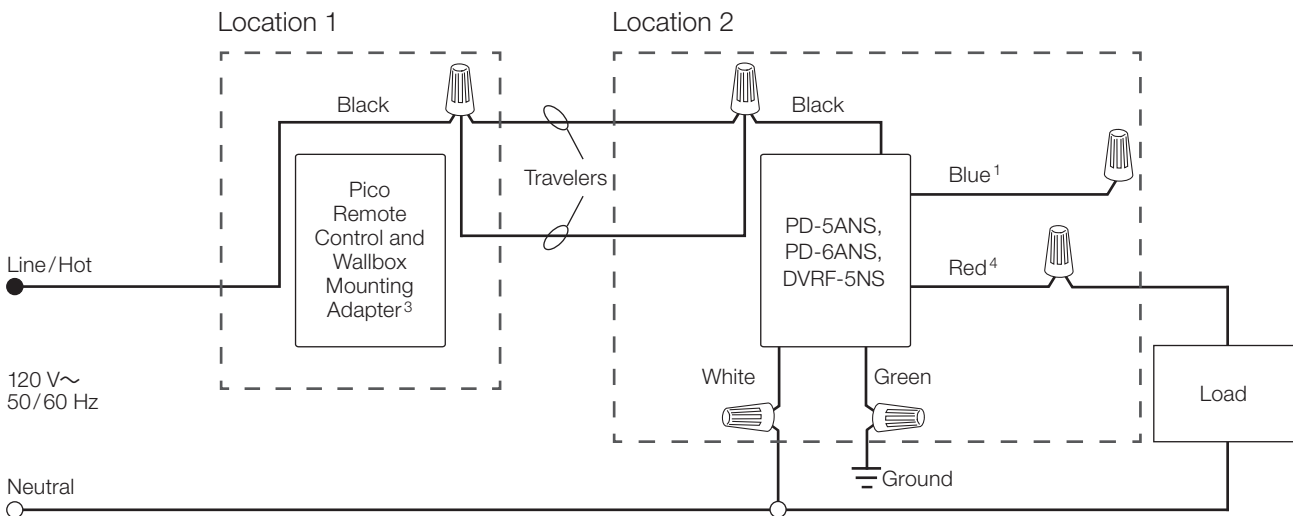 Location 1
Location 2
Black
Black
Travelers
Blue¹
Pico
Remote
Control and
Wallbox
Mounting
Adapter³
PD-5ANS,
PD-6ANS,
DVRF-5NS
Line/Hot
Red⁴
120 V~
50/60 Hz
White
Green
Load
Ground
Neutral